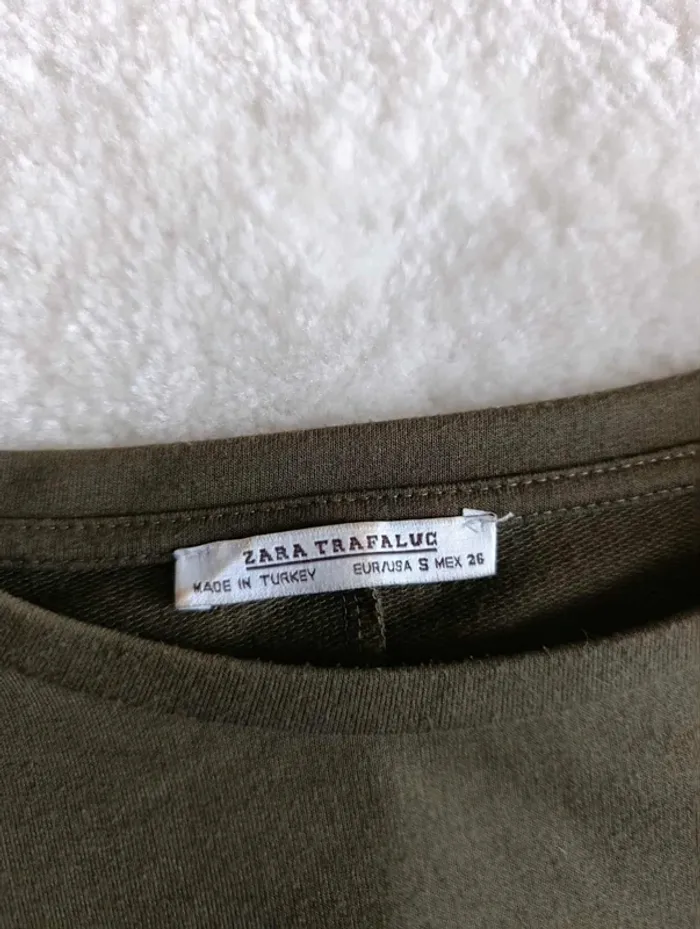 ZARA TRAFALUC
MADE IN TURKEY EUR/USA S MEX 26